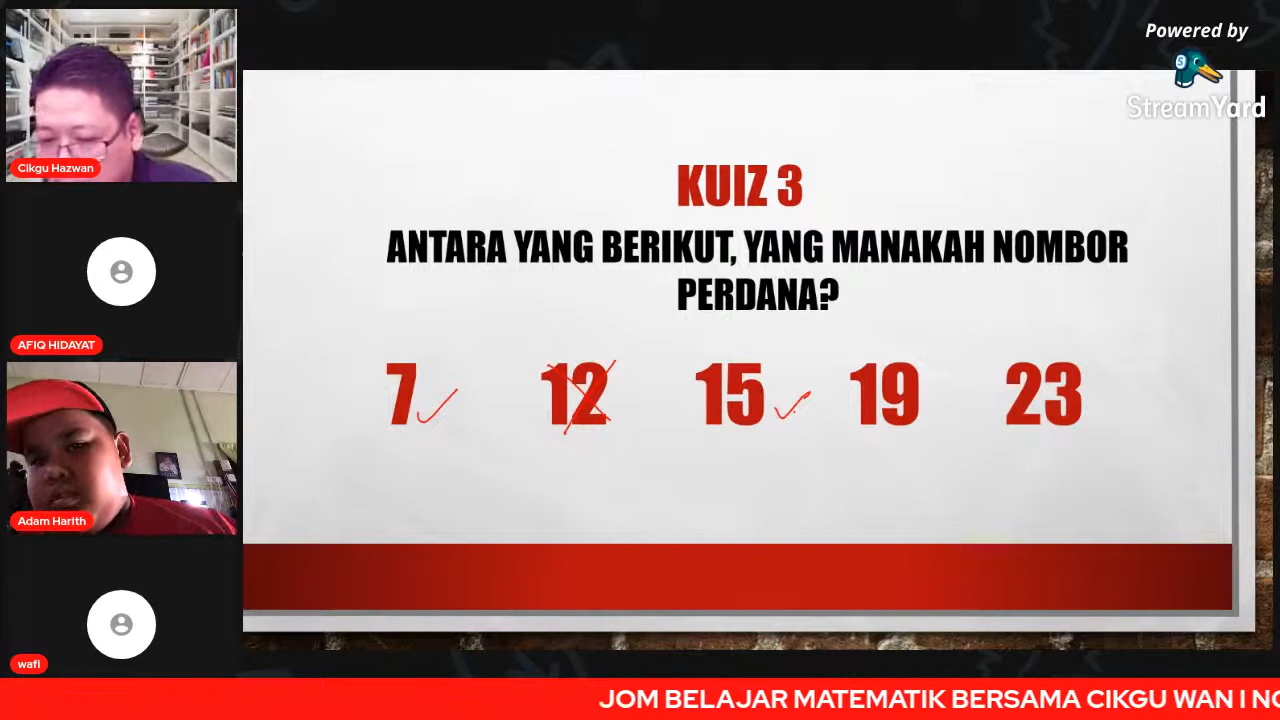 Powered by
StreamYard
Cikgu Hazwan
KUIZ 3
ANTARA YANG BERIKUT, YANG MANAKAH NOMBOR
PERDANA?
AFIQ HIDAYAT
7 12 15 19 23
Adam Harith
wafi
JOM BELAJAR MATEMATIK BERSAMA CIKGU WAN I